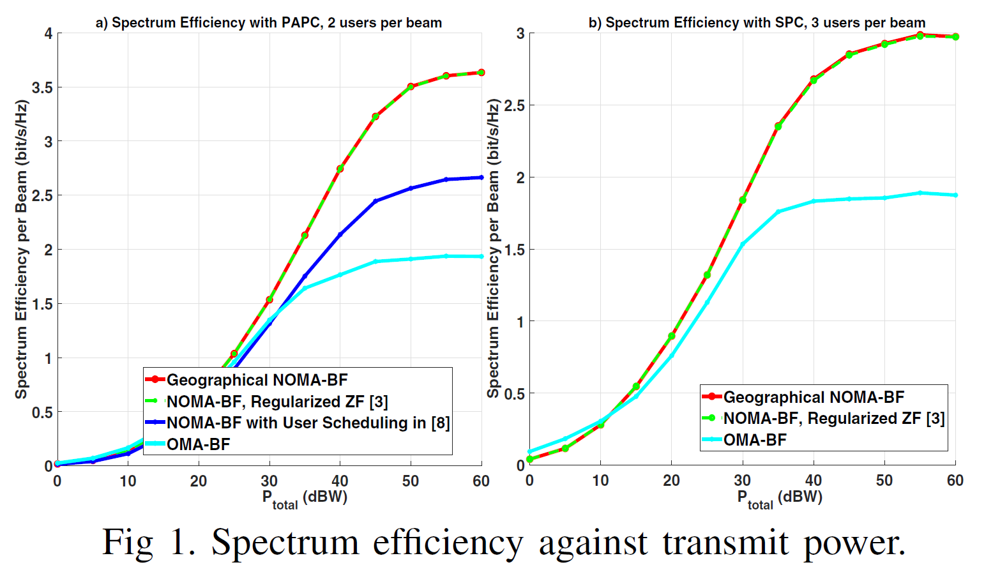 a) Spectrum Efficiency with PAPC, 2 users per beam
Spectrum Efficiency per Beam (bit/s/Hz)
4
3.5
3
2.5
2
1.5
1
0.5
0
0 10 20 30 40 50 60
P_total (dBW)
Geographical NOMA-BF
NOMA-BF, Regularized ZF [3]
NOMA-BF with User Scheduling in [8]
OMA-BF
b) Spectrum Efficiency with SPC, 3 users per beam
Spectrum Efficiency per Beam (bit/s/Hz)
3
2.5
2
1.5
1
0.5
0
0 10 20 30 40 50 60
P_total (dBW)
Geographical NOMA-BF
NOMA-BF, Regularized ZF [3]
OMA-BF
Fig 1. Spectrum efficiency against transmit power.